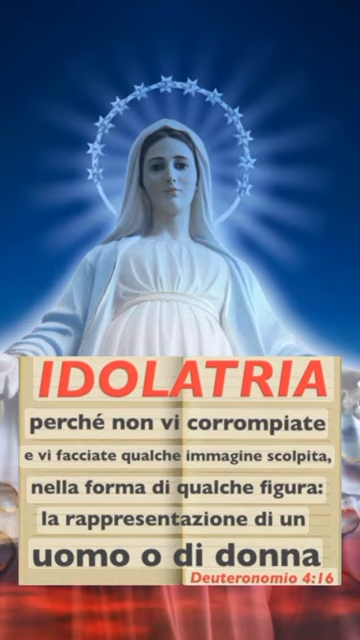 IDOLATRIA
perché non vi corrompiate
e vi facciate qualche immagine scolpita,
nella forma di qualche figura:
la rappresentazione di un
uomo o di donna
Deuteronomio 4:16